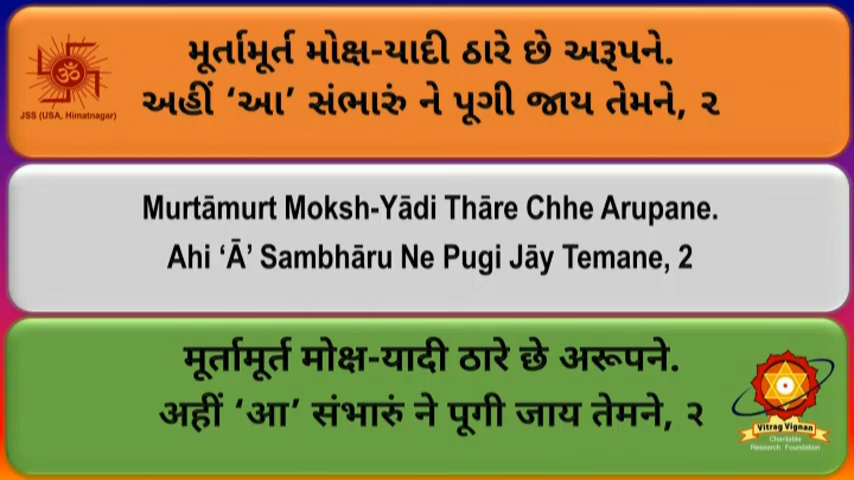 મૂર્તામૂર્ત મોક્ષ-યાદી ઠારે છે અરૂપને.
અહીં ‘આ’ સંભારું ને પૂગી જાય તેમને, ૨
ॐ
JSS (USA, Himatnagar)
Murtāmurt Moksh-Yādi Thāre Chhe Arupane.
Ahi ‘Ā’ Sambhāru Ne Pugi Jāy Temane, 2
मूर्तामूर्त मोक्ष-यादी ठारे छे अरूपने.
अहीं ‘आ’ संभारुं ने पूगी जाय तेमने, २
Vitrag Vignan
Charitable
Research Foundation